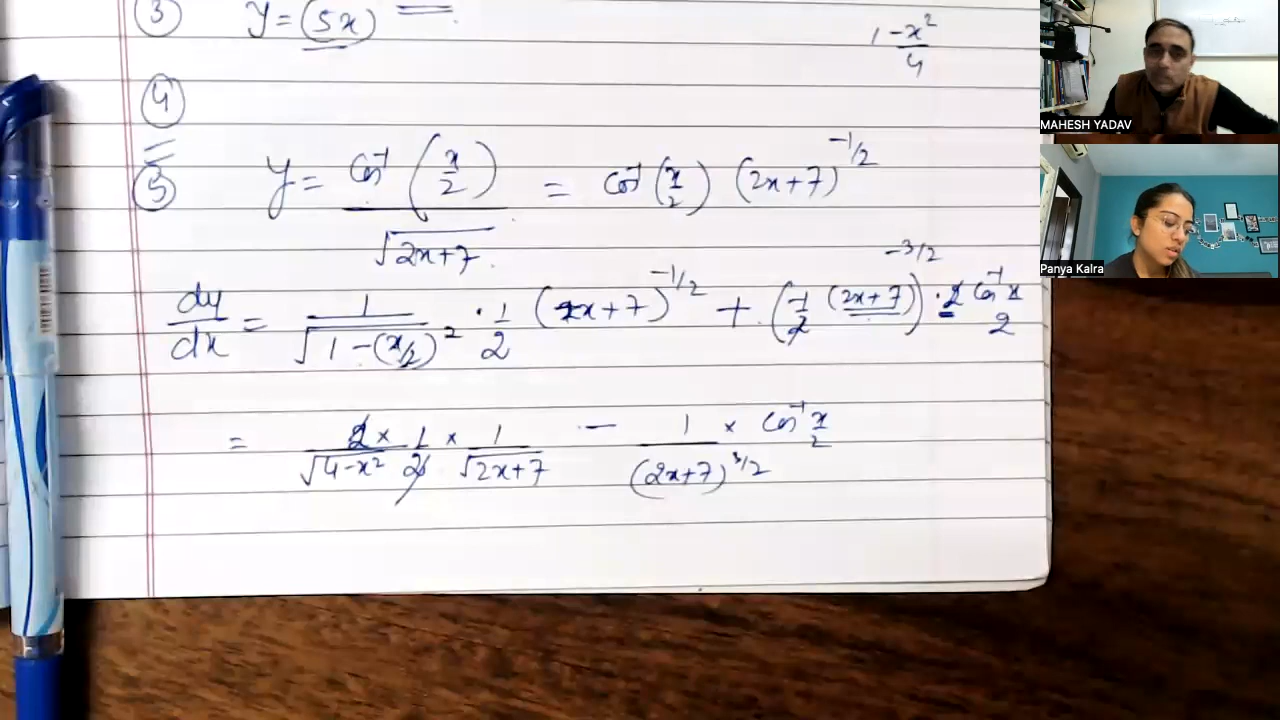 ③ y = (5x)
1 - x²/4
④
⑤ y = cos⁻¹(x/2) / √2x+7 = cos⁻¹(x/2) (2x+7)^-1/2
dy/dx = 1/√1-(x/2)² · 1/2 (2x+7)^-1/2 + (-1/2 (2x+7)^-3/2) · 2 cos⁻¹ x/2
= 2/√4-x² × 1/2 × 1/√2x+7 - 1/(2x+7)^3/2 × cos⁻¹ x/2
MAHESH YADAV
Panya Kalra